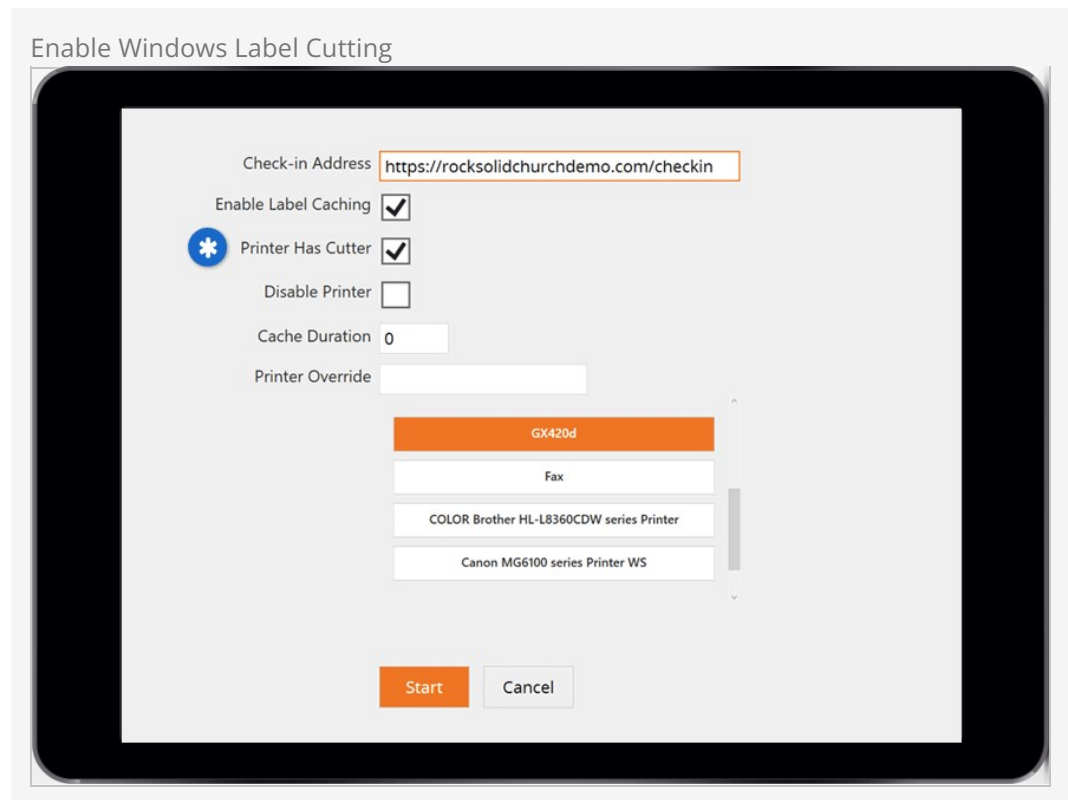 Enable Windows Label Cutting
Check-in Address https://rocksolidchurchdemo.com/checkin
Enable Label Caching
Printer Has Cutter
Disable Printer
Cache Duration 0
Printer Override
GX420d
Fax
COLOR Brother HL-L8360CDW series Printer
Canon MG6100 series Printer WS
Start Cancel